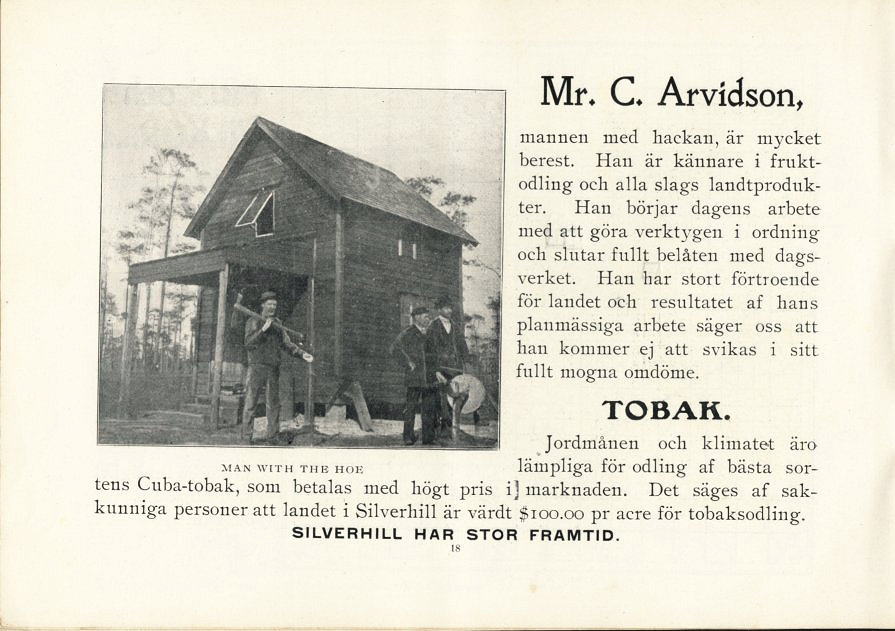 Mr. C. Arvidson,
mannen med hackan, är mycket
berest. Han är kännare i frukt-
odling och alla slags landtproduk-
ter. Han börjar dagens arbete
med att göra verktygen i ordning
och slutar fullt belåten med dags-
verket. Han har stort förtroende
för landet och resultatet af hans
planmässiga arbete säger oss att
han kommer ej att svikas i sitt
fullt mogna omdöme.
TOBAK.
MAN WITH THE HOE
Jordmånen och klimatet äro
lämpliga för odling af bästa sor-
tens Cuba-tobak, som betalas med högt pris i marknaden. Det säges af sak-
kunniga personer att landet i Silverhill är värdt $100.00 pr acre för tobaksodling.
SILVERHILL HAR STOR FRAMTID.
18